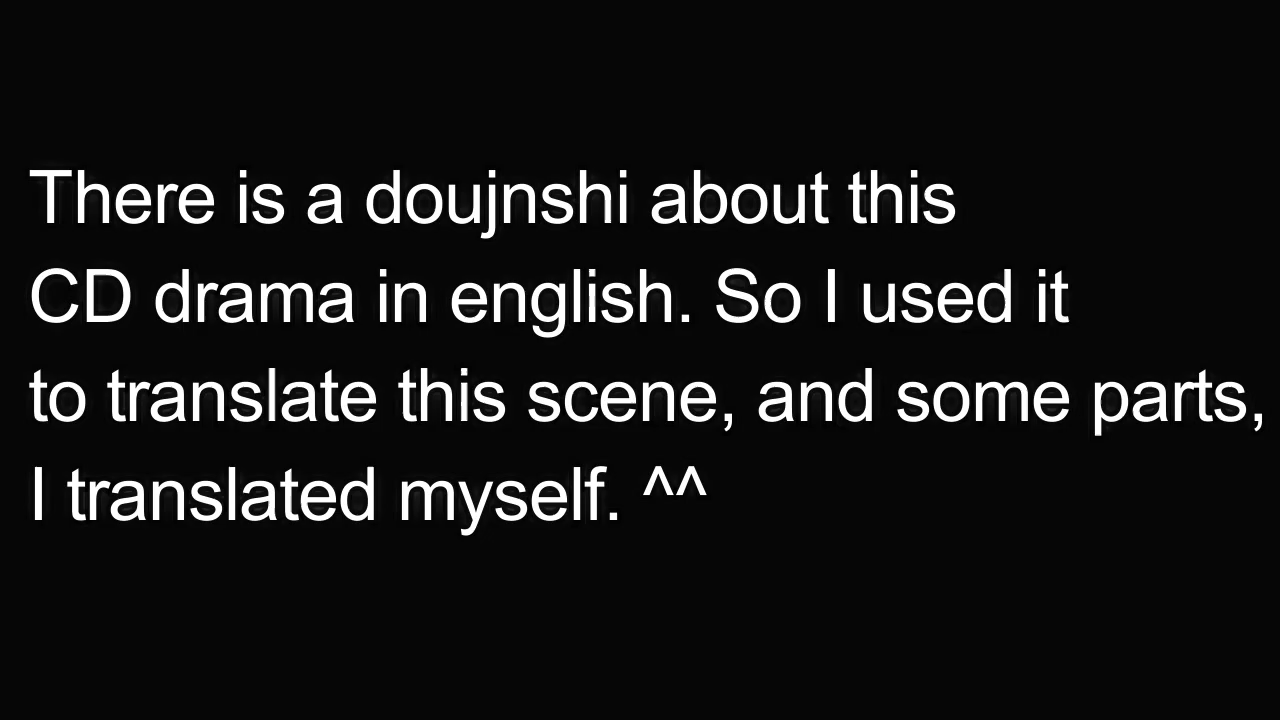 There is a doujnshi about this
CD drama in english. So I used it
to translate this scene, and some parts,
I translated myself. ^^